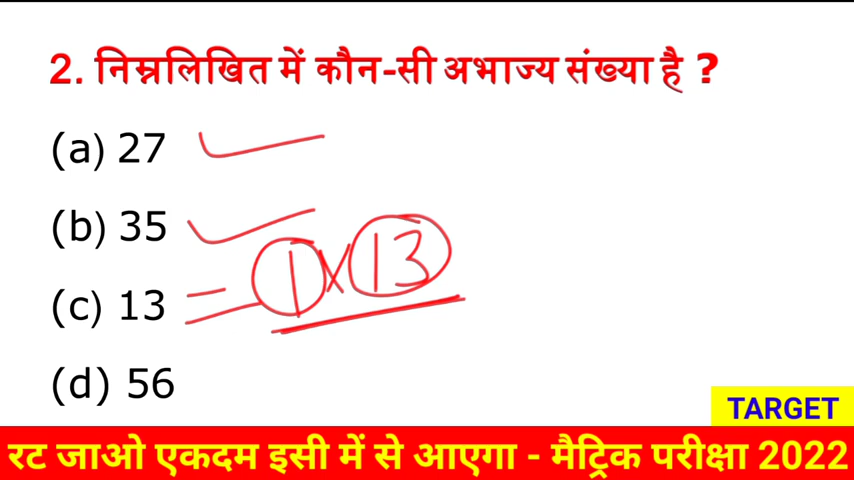 2. निम्नलिखित में कौन-सी अभाज्य संख्या है ?
(a) 27
(b) 35
(c) 13 = 1 × 13
(d) 56
TARGET
रट जाओ एकदम इसी में से आएगा - मैट्रिक परीक्षा 2022